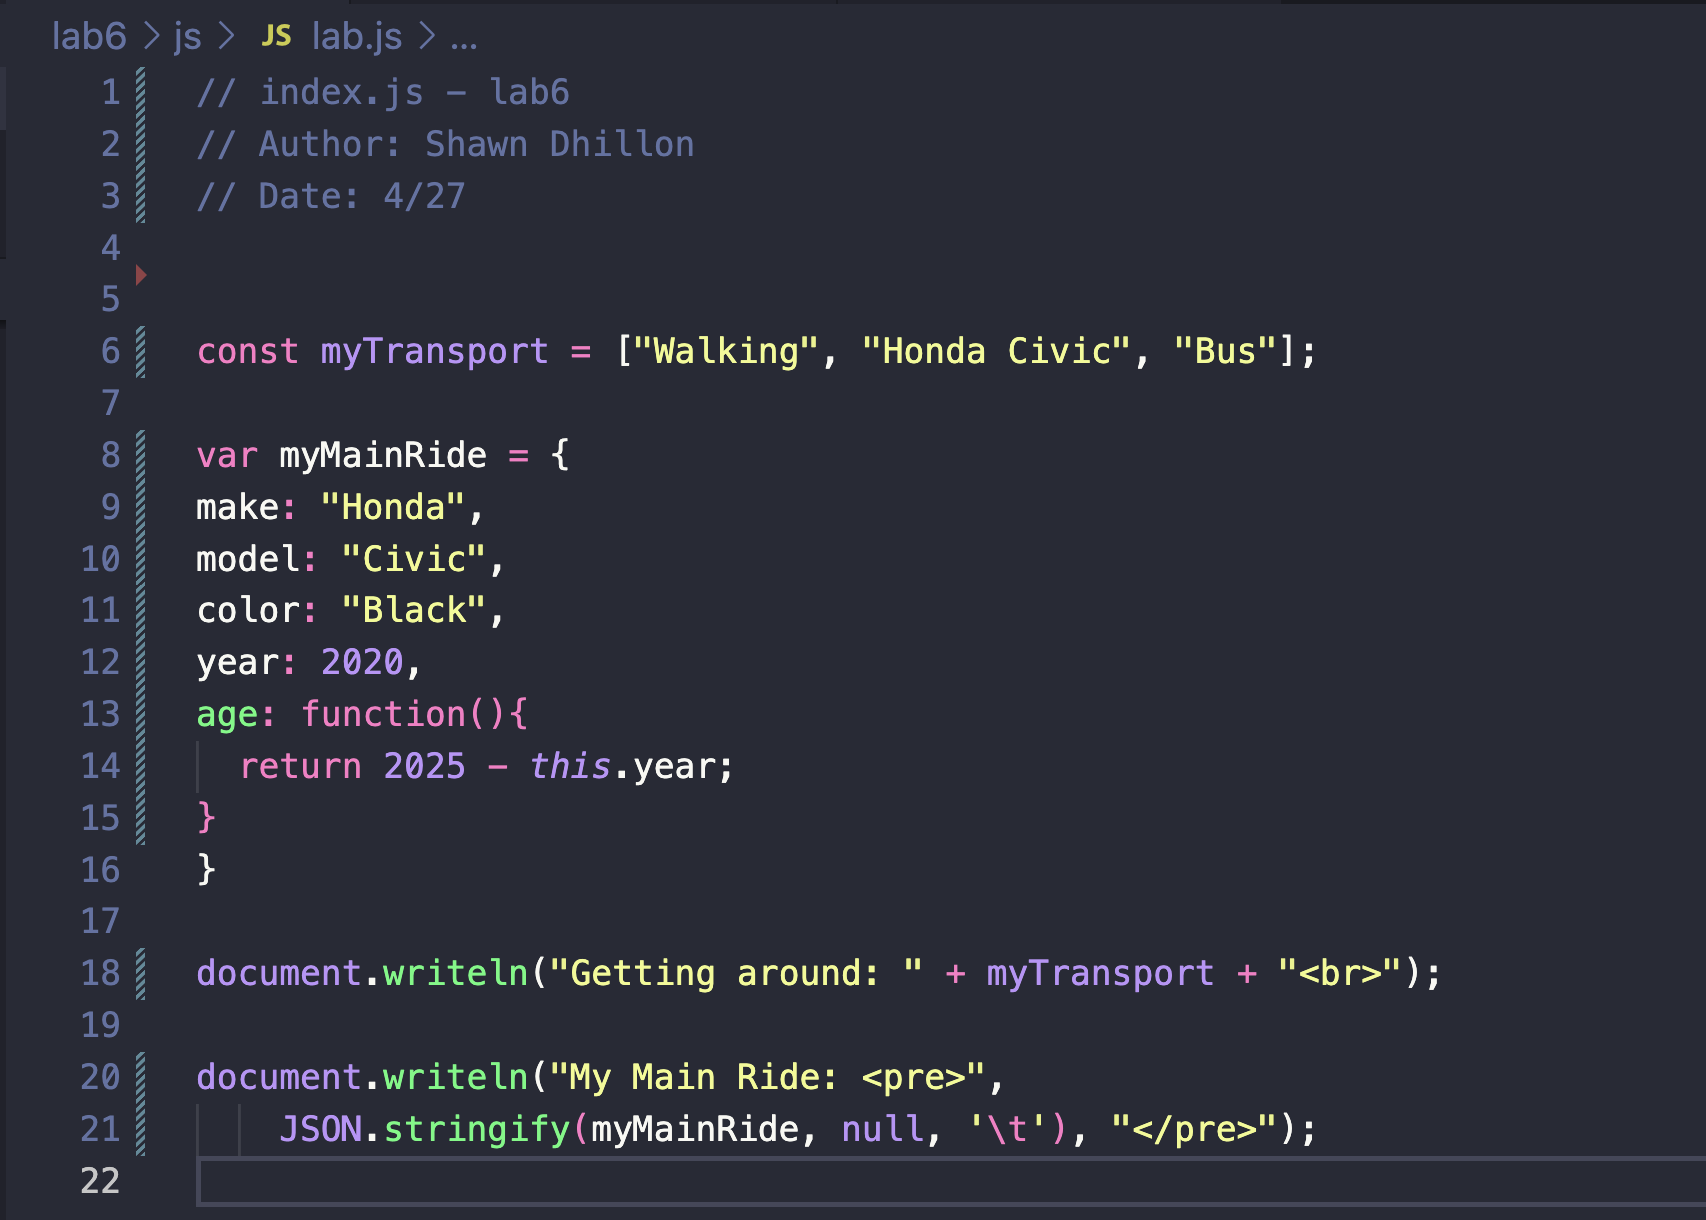 lab6 > js > JS lab.js > ...
1 // index.js - lab6
2 // Author: Shawn Dhillon
3 // Date: 4/27
4
5
6 const myTransport = ["Walking", "Honda Civic", "Bus"];
7
8 var myMainRide = {
9 make: "Honda",
10 model: "Civic",
11 color: "Black",
12 year: 2020,
13 age: function(){
14   return 2025 - this.year;
15 }
16 }
17
18 document.writeln("Getting around: " + myTransport + "<br>");
19
20 document.writeln("My Main Ride: <pre>",
21     JSON.stringify(myMainRide, null, '\t'), "</pre>");
22